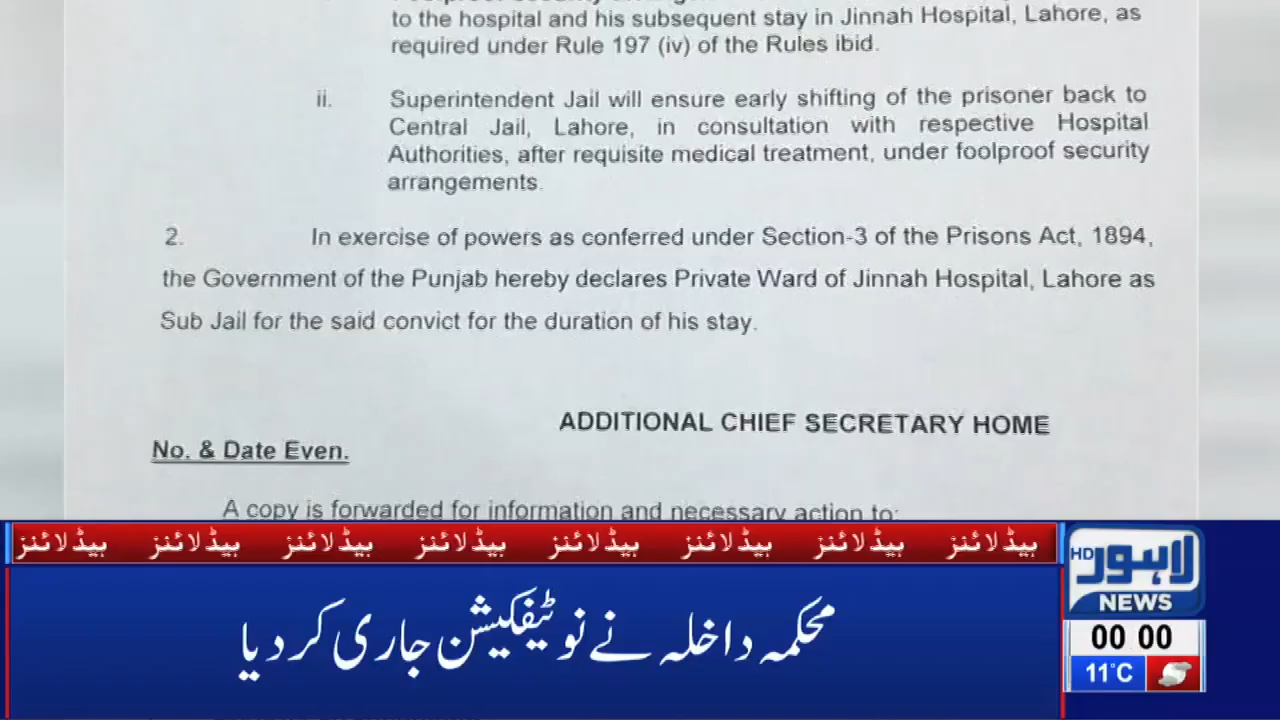 to the hospital and his subsequent stay in Jinnah Hospital, Lahore, as
required under Rule 197 (iv) of the Rules ibid.
ii. Superintendent Jail will ensure early shifting of the prisoner back to
Central Jail, Lahore, in consultation with respective Hospital
Authorities, after requisite medical treatment, under foolproof security
arrangements.
2. In exercise of powers as conferred under Section-3 of the Prisons Act, 1894,
the Government of the Punjab hereby declares Private Ward of Jinnah Hospital, Lahore as
Sub Jail for the said convict for the duration of his stay.
ADDITIONAL CHIEF SECRETARY HOME
No. & Date Even.
A copy is forwarded for information and necessary action to:
ہیڈلائنز ہیڈلائنز ہیڈلائنز ہیڈلائنز ہیڈلائنز ہیڈلائنز ہیڈلائنز ہیڈلائنز
محکمہ داخلہ نے نوٹیفکیشن جاری کردیا
HD لاہور
NEWS
00 00
11°C